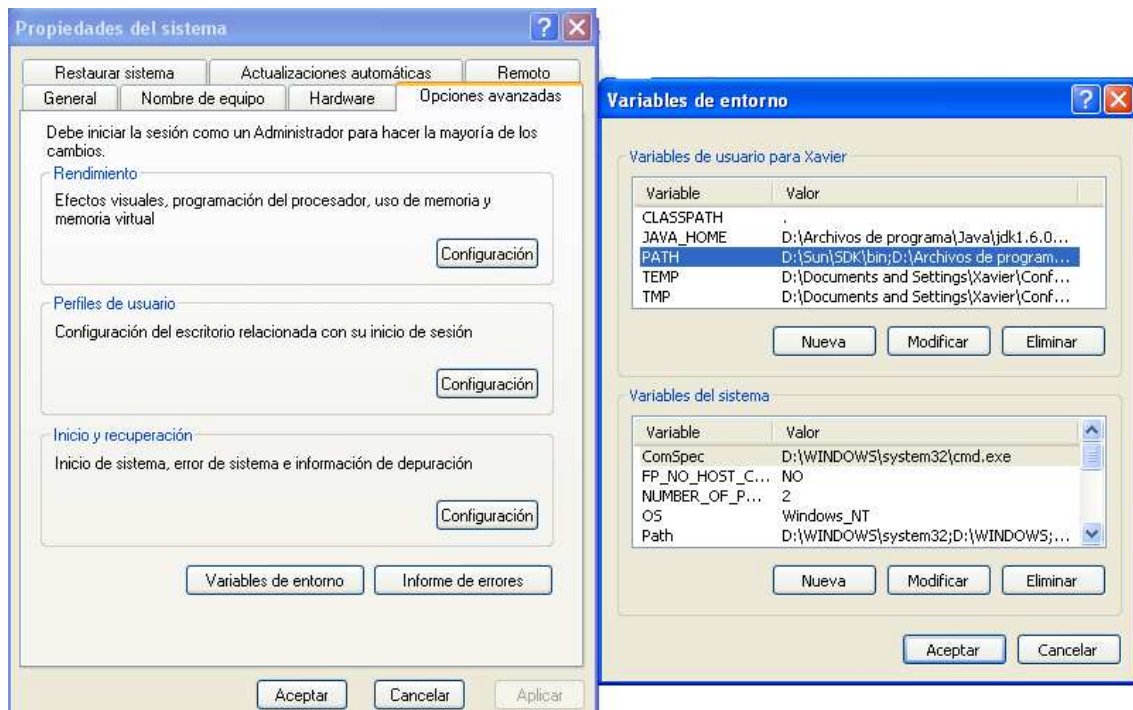 Propiedades del sistema
Restaurar sistema Actualizaciones automáticas Remoto
General Nombre de equipo Hardware Opciones avanzadas
Debe iniciar la sesión como un Administrador para hacer la mayoría de los
cambios.
Rendimiento
Efectos visuales, programación del procesador, uso de memoria y
memoria virtual
Configuración
Perfiles de usuario
Configuración del escritorio relacionada con su inicio de sesión
Configuración
Inicio y recuperación
Inicio de sistema, error de sistema e información de depuración
Configuración
Variables de entorno Informe de errores
Aceptar Cancelar Aplicar
Variables de entorno
Variables de usuario para Xavier
Variable Valor
CLASSPATH .
JAVA_HOME D:\Archivos de programa\Java\jdk1.6.0...
PATH D:\Sun\SDK\bin;D:\Archivos de program...
TEMP D:\Documents and Settings\Xavier\Conf...
TMP D:\Documents and Settings\Xavier\Conf...
Nueva Modificar Eliminar
Variables del sistema
Variable Valor
ComSpec D:\WINDOWS\system32\cmd.exe
FP_NO_HOST_C... NO
NUMBER_OF_P... 2
OS Windows_NT
Path D:\WINDOWS\system32;D:\WINDOWS;...
Nueva Modificar Eliminar
Aceptar Cancelar